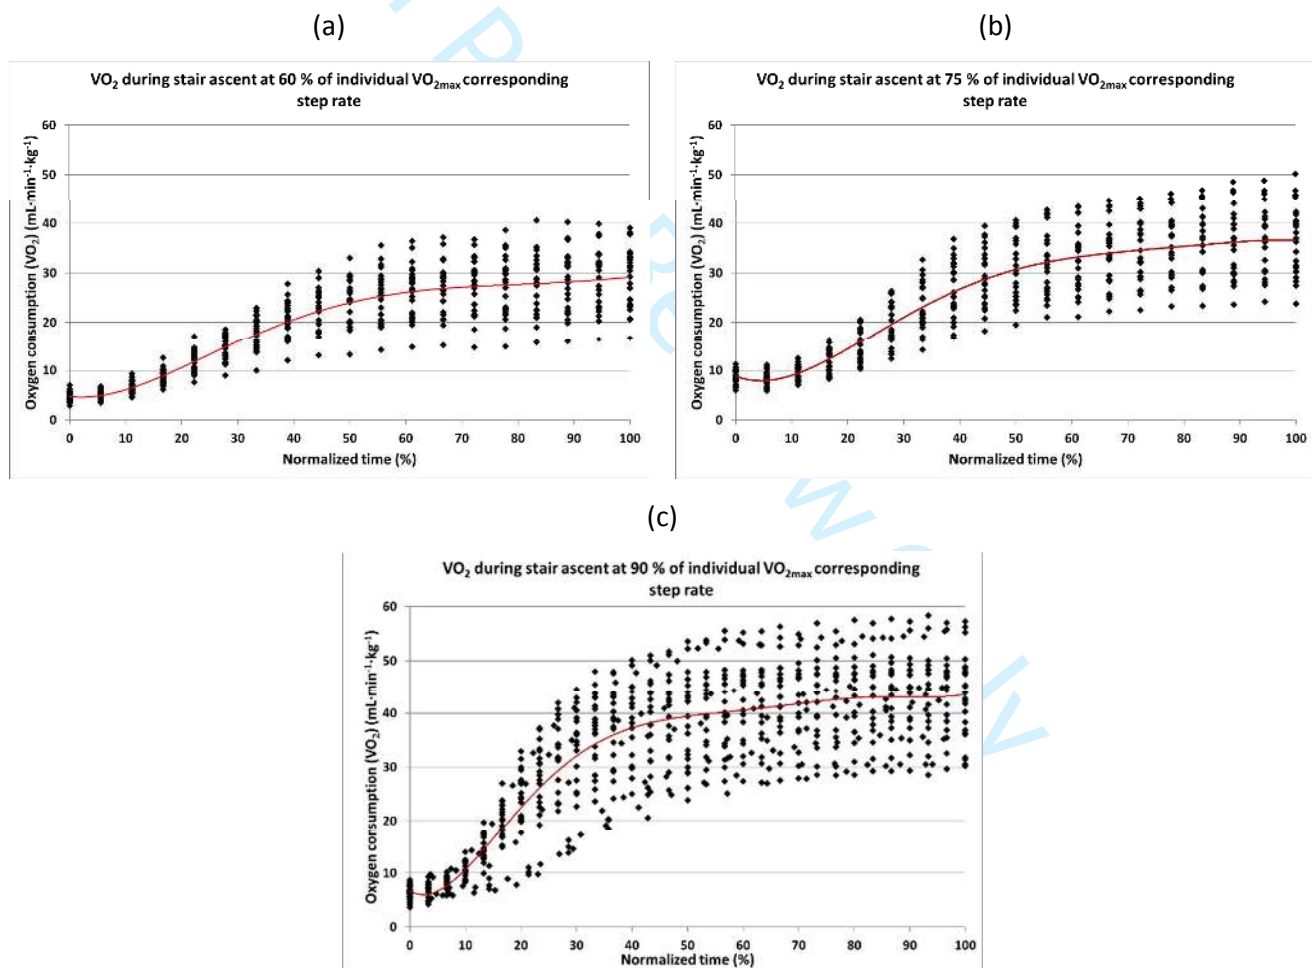 (a)
(b)
VO₂ during stair ascent at 60 % of individual VO₂max corresponding
step rate
60
50
40
30
20
10
0
0 10 20 30 40 50 60 70 80 90 100
Oxygen consumption (VO₂) (mL·min⁻¹·kg⁻¹)
Normalized time (%)
VO₂ during stair ascent at 75 % of individual VO₂max corresponding
step rate
60
50
40
30
20
10
0
0 10 20 30 40 50 60 70 80 90 100
Oxygen consumption (VO₂) (mL·min⁻¹·kg⁻¹)
Normalized time (%)
(c)
VO₂ during stair ascent at 90 % of individual VO₂max corresponding
step rate
60
50
40
30
20
10
0
0 10 20 30 40 50 60 70 80 90 100
Oxygen corsumption (VO₂) (mL·min⁻¹·kg⁻¹)
Normalized time (%)